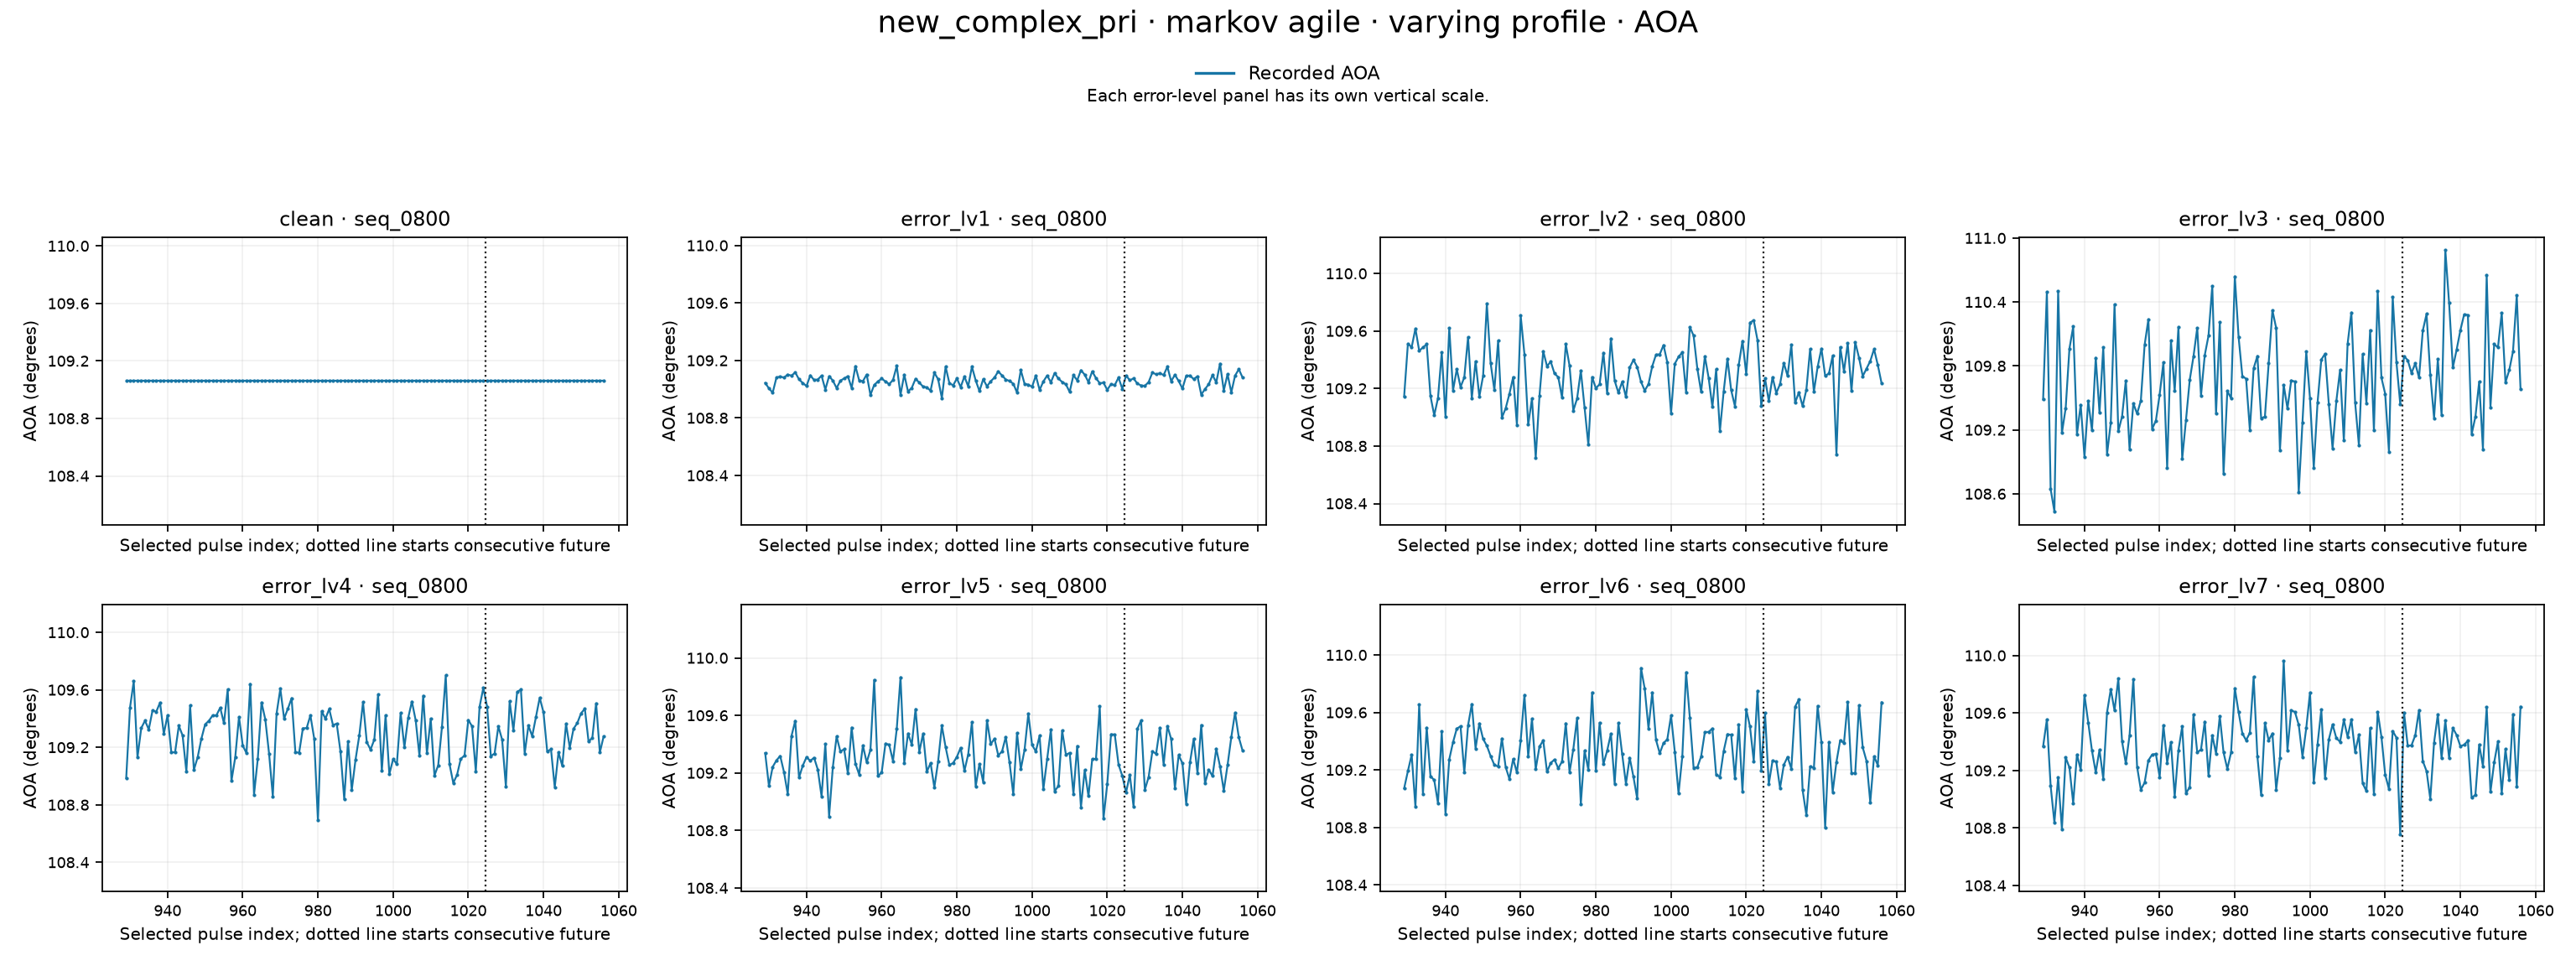 new_complex_pri · markov agile · varying profile · AOA
Recorded AOA
Each error-level panel has its own vertical scale.
clean · seq_0800
110.0
109.6
109.2
108.8
108.4
AOA (degrees)
Selected pulse index; dotted line starts consecutive future
error_lv1 · seq_0800
110.0
109.6
109.2
108.8
108.4
AOA (degrees)
Selected pulse index; dotted line starts consecutive future
error_lv2 · seq_0800
110.0
109.6
109.2
108.8
108.4
AOA (degrees)
Selected pulse index; dotted line starts consecutive future
error_lv3 · seq_0800
111.0
110.4
109.8
109.2
108.6
AOA (degrees)
Selected pulse index; dotted line starts consecutive future
error_lv4 · seq_0800
110.0
109.6
109.2
108.8
108.4
AOA (degrees)
940 960 980 1000 1020 1040 1060
Selected pulse index; dotted line starts consecutive future
error_lv5 · seq_0800
110.0
109.6
109.2
108.8
108.4
AOA (degrees)
940 960 980 1000 1020 1040 1060
Selected pulse index; dotted line starts consecutive future
error_lv6 · seq_0800
110.0
109.6
109.2
108.8
108.4
AOA (degrees)
940 960 980 1000 1020 1040 1060
Selected pulse index; dotted line starts consecutive future
error_lv7 · seq_0800
110.0
109.6
109.2
108.8
108.4
AOA (degrees)
940 960 980 1000 1020 1040 1060
Selected pulse index; dotted line starts consecutive future